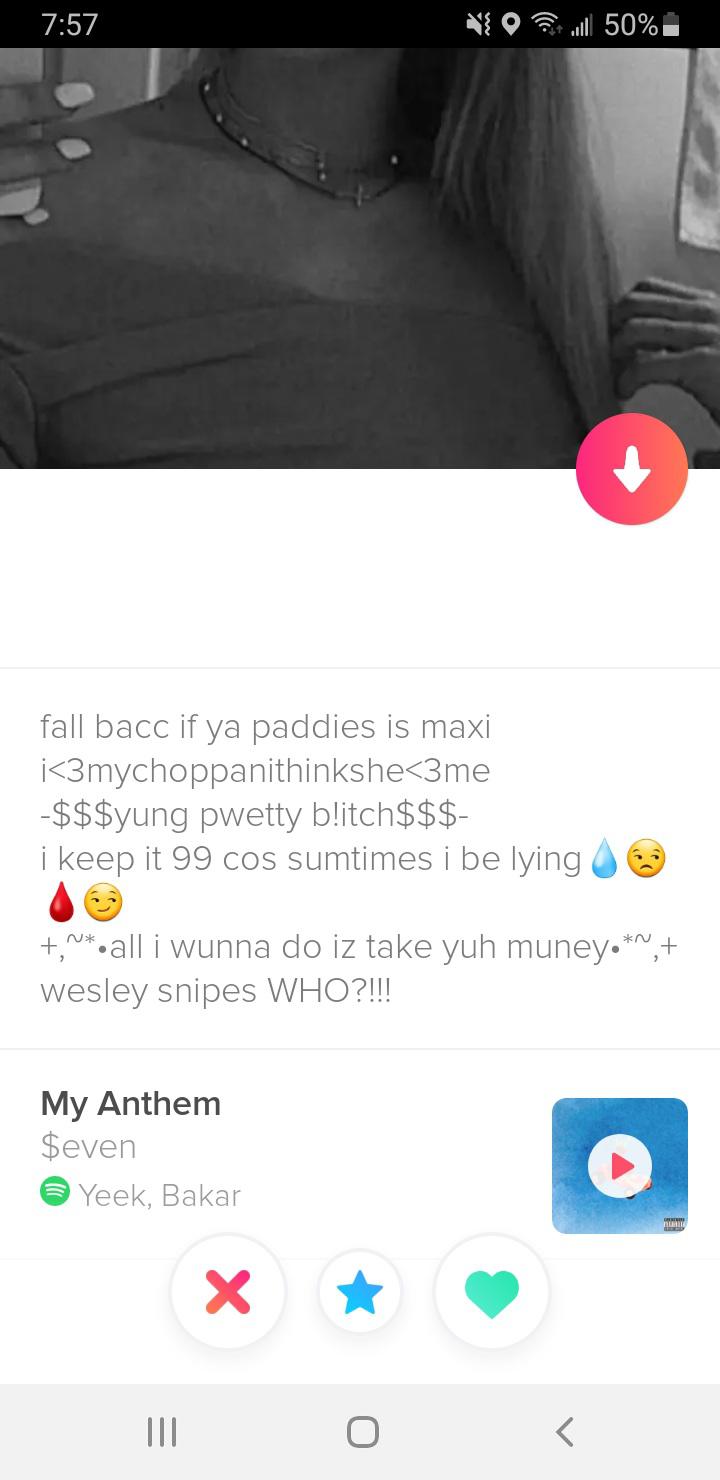 7:57
50%
fall bacc if ya paddies is maxi
i<3mychoppanithinkshe<3me
-$$$yung pwetty b!itch$$$-
i keep it 99 cos sumtimes i be lying💧😒
🩸😏
+,~*•all i wunna do iz take yuh muney•*~,+
wesley snipes WHO?!!!
My Anthem
$even
Yeek, Bakar